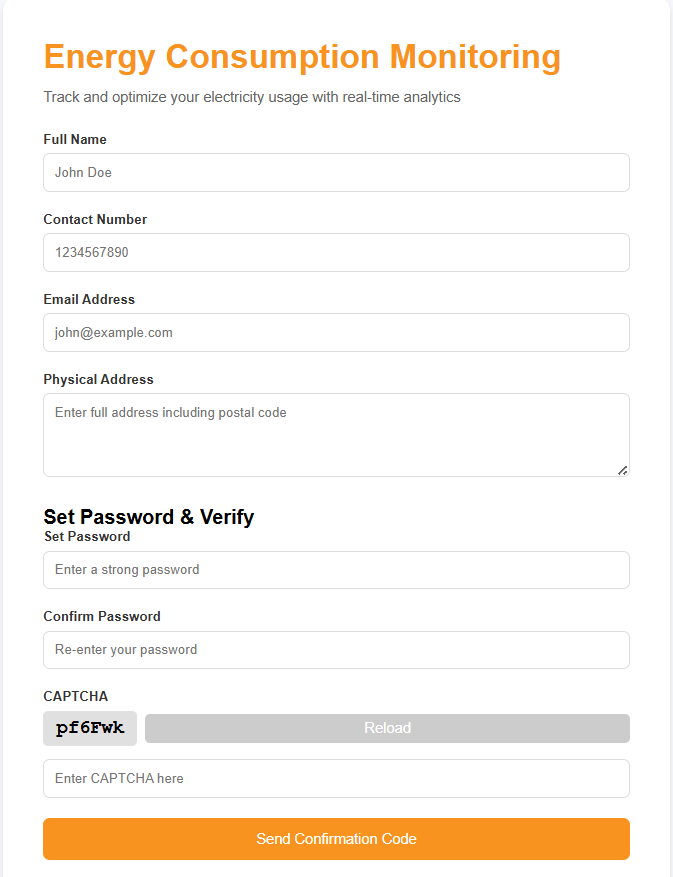 Energy Consumption Monitoring
Track and optimize your electricity usage with real-time analytics
Full Name
John Doe
Contact Number
1234567890
Email Address
john@example.com
Physical Address
Enter full address including postal code
Set Password & Verify
Set Password
Enter a strong password
Confirm Password
Re-enter your password
CAPTCHA
pf6Fwk
Reload
Enter CAPTCHA here
Send Confirmation Code